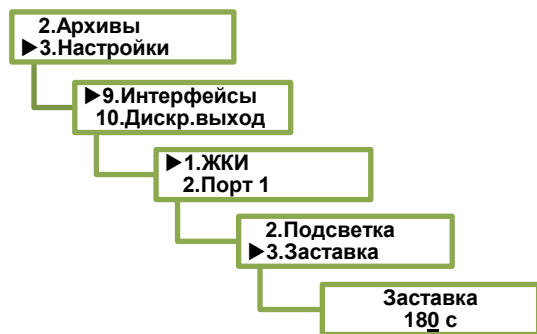 2.Архивы
▶3.Настройки
▶9.Интерфейсы
10.Дискр.выход
▶1.ЖКИ
2.Порт 1
2.Подсветка
▶3.Заставка
Заставка
180 с